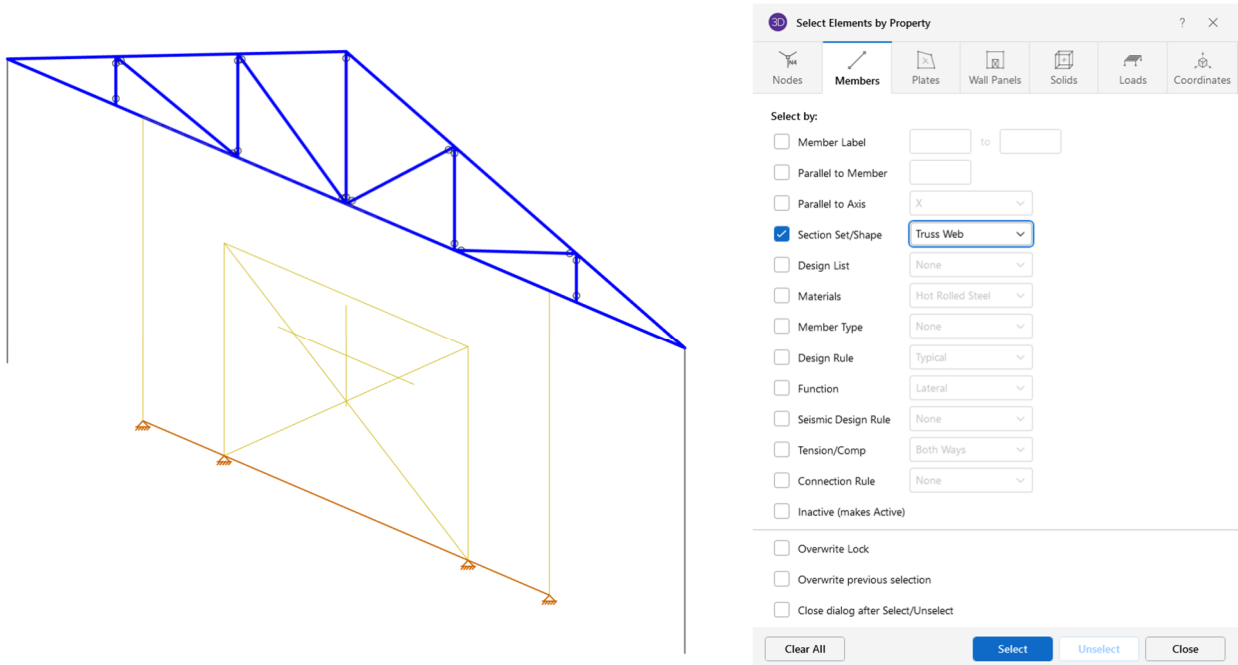 3D Select Elements by Property ? ×
N4
Nodes Members Plates Wall Panels Solids Loads Coordinates
Select by:
Member Label to
Parallel to Member
Parallel to Axis X
Section Set/Shape Truss Web
Design List None
Materials Hot Rolled Steel
Member Type None
Design Rule Typical
Function Lateral
Seismic Design Rule None
Tension/Comp Both Ways
Connection Rule None
Inactive (makes Active)
Overwrite Lock
Overwrite previous selection
Close dialog after Select/Unselect
Clear All Select Unselect Close